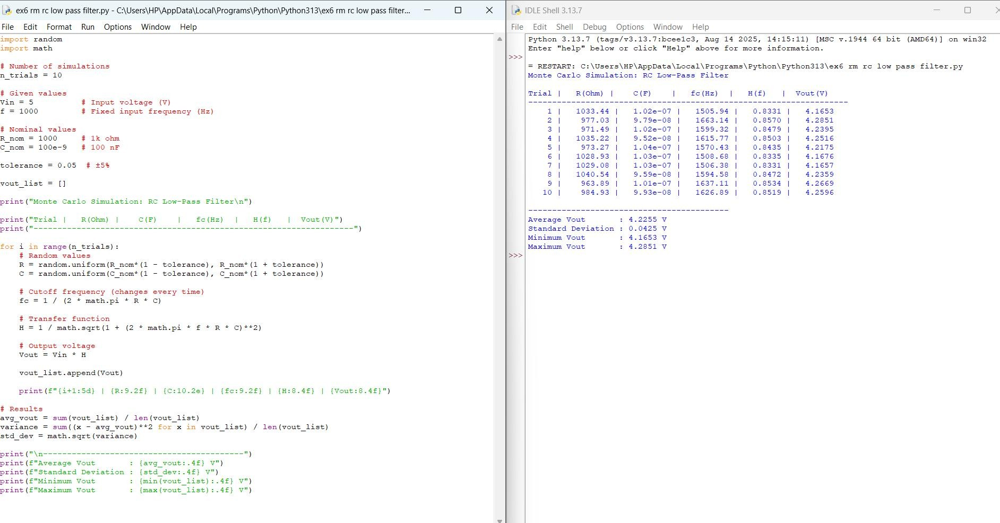 ex6 rm rc low pass filter.py - C:\Users\HP\AppData\Local\Programs\Python\Python313\ex6 rm rc low pass filter...
File Edit Format Run Options Window Help
import random
import math
# Number of simulations
n_trials = 10
# Given values
Vin = 5          # Input voltage (V)
f = 1000         # Fixed input frequency (Hz)
# Nominal values
R_nom = 1000     # 1k ohm
C_nom = 100e-9   # 100 nF
tolerance = 0.05  # ±5%
vout_list = []
print("Monte Carlo Simulation: RC Low-Pass Filter\n")
print("Trial |   R(Ohm) |    C(F)    |   fc(Hz)  |   H(f)   |  Vout(V)")
print("-------------------------------------------------------------------")
for i in range(n_trials):
    # Random values
    R = random.uniform(R_nom*(1 - tolerance), R_nom*(1 + tolerance))
    C = random.uniform(C_nom*(1 - tolerance), C_nom*(1 + tolerance))
    # Cutoff frequency (changes every time)
    fc = 1 / (2 * math.pi * R * C)
    # Transfer function
    H = 1 / math.sqrt(1 + (2 * math.pi * f * R * C)**2)
    # Output voltage
    Vout = Vin * H
    vout_list.append(Vout)
    print(f"{i+1:5d} | {R:9.2f} | {C:10.2e} | {fc:9.2f} | {H:8.4f} | {Vout:8.4f}")
# Results
avg_vout = sum(vout_list) / len(vout_list)
variance = sum((x - avg_vout)**2 for x in vout_list) / len(vout_list)
std_dev = math.sqrt(variance)
print("\n------------------------------------------")
print(f"Average Vout       : {avg_vout:.4f} V")
print(f"Standard Deviation : {std_dev:.4f} V")
print(f"Minimum Vout       : {min(vout_list):.4f} V")
print(f"Maximum Vout       : {max(vout_list):.4f} V")
IDLE Shell 3.13.7
File Edit Shell Debug Options Window Help
Python 3.13.7 (tags/v3.13.7:bcee1c3, Aug 14 2025, 14:15:11) [MSC v.1944 64 bit (AMD64)] on win32
Enter "help" below or click "Help" above for more information.
>>>
= RESTART: C:\Users\HP\AppData\Local\Programs\Python\Python313\ex6 rm rc low pass filter.py
Monte Carlo Simulation: RC Low-Pass Filter
Trial |   R(Ohm) |    C(F)    |   fc(Hz)  |   H(f)   |  Vout(V)
-------------------------------------------------------------------
    1 |   1033.44 |   1.02e-07 |   1505.94 |   0.8331 |   4.1653
    2 |    977.03 |   9.79e-08 |   1663.14 |   0.8570 |   4.2851
    3 |    971.49 |   1.02e-07 |   1599.32 |   0.8479 |   4.2395
    4 |   1035.22 |   9.52e-08 |   1615.77 |   0.8503 |   4.2516
    5 |    973.27 |   1.04e-07 |   1570.43 |   0.8435 |   4.2175
    6 |   1028.93 |   1.03e-07 |   1508.68 |   0.8335 |   4.1676
    7 |   1029.08 |   1.03e-07 |   1506.38 |   0.8331 |   4.1657
    8 |   1040.54 |   9.59e-08 |   1594.58 |   0.8472 |   4.2359
    9 |    963.89 |   1.01e-07 |   1637.11 |   0.8534 |   4.2669
   10 |    984.93 |   9.93e-08 |   1626.89 |   0.8519 |   4.2596
------------------------------------------
Average Vout       : 4.2255 V
Standard Deviation : 0.0425 V
Minimum Vout       : 4.1653 V
Maximum Vout       : 4.2851 V
>>>